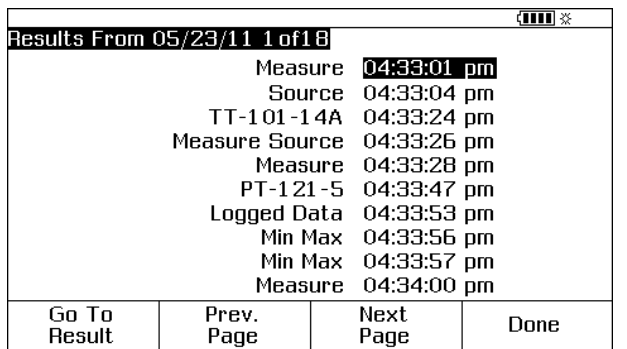 Results From 05/23/11 1 of18
Measure 04:33:01 pm
Source 04:33:04 pm
TT-101-14A 04:33:24 pm
Measure Source 04:33:26 pm
Measure 04:33:28 pm
PT-121-5 04:33:47 pm
Logged Data 04:33:53 pm
Min Max 04:33:56 pm
Min Max 04:33:57 pm
Measure 04:34:00 pm
Go To Result
Prev. Page
Next Page
Done